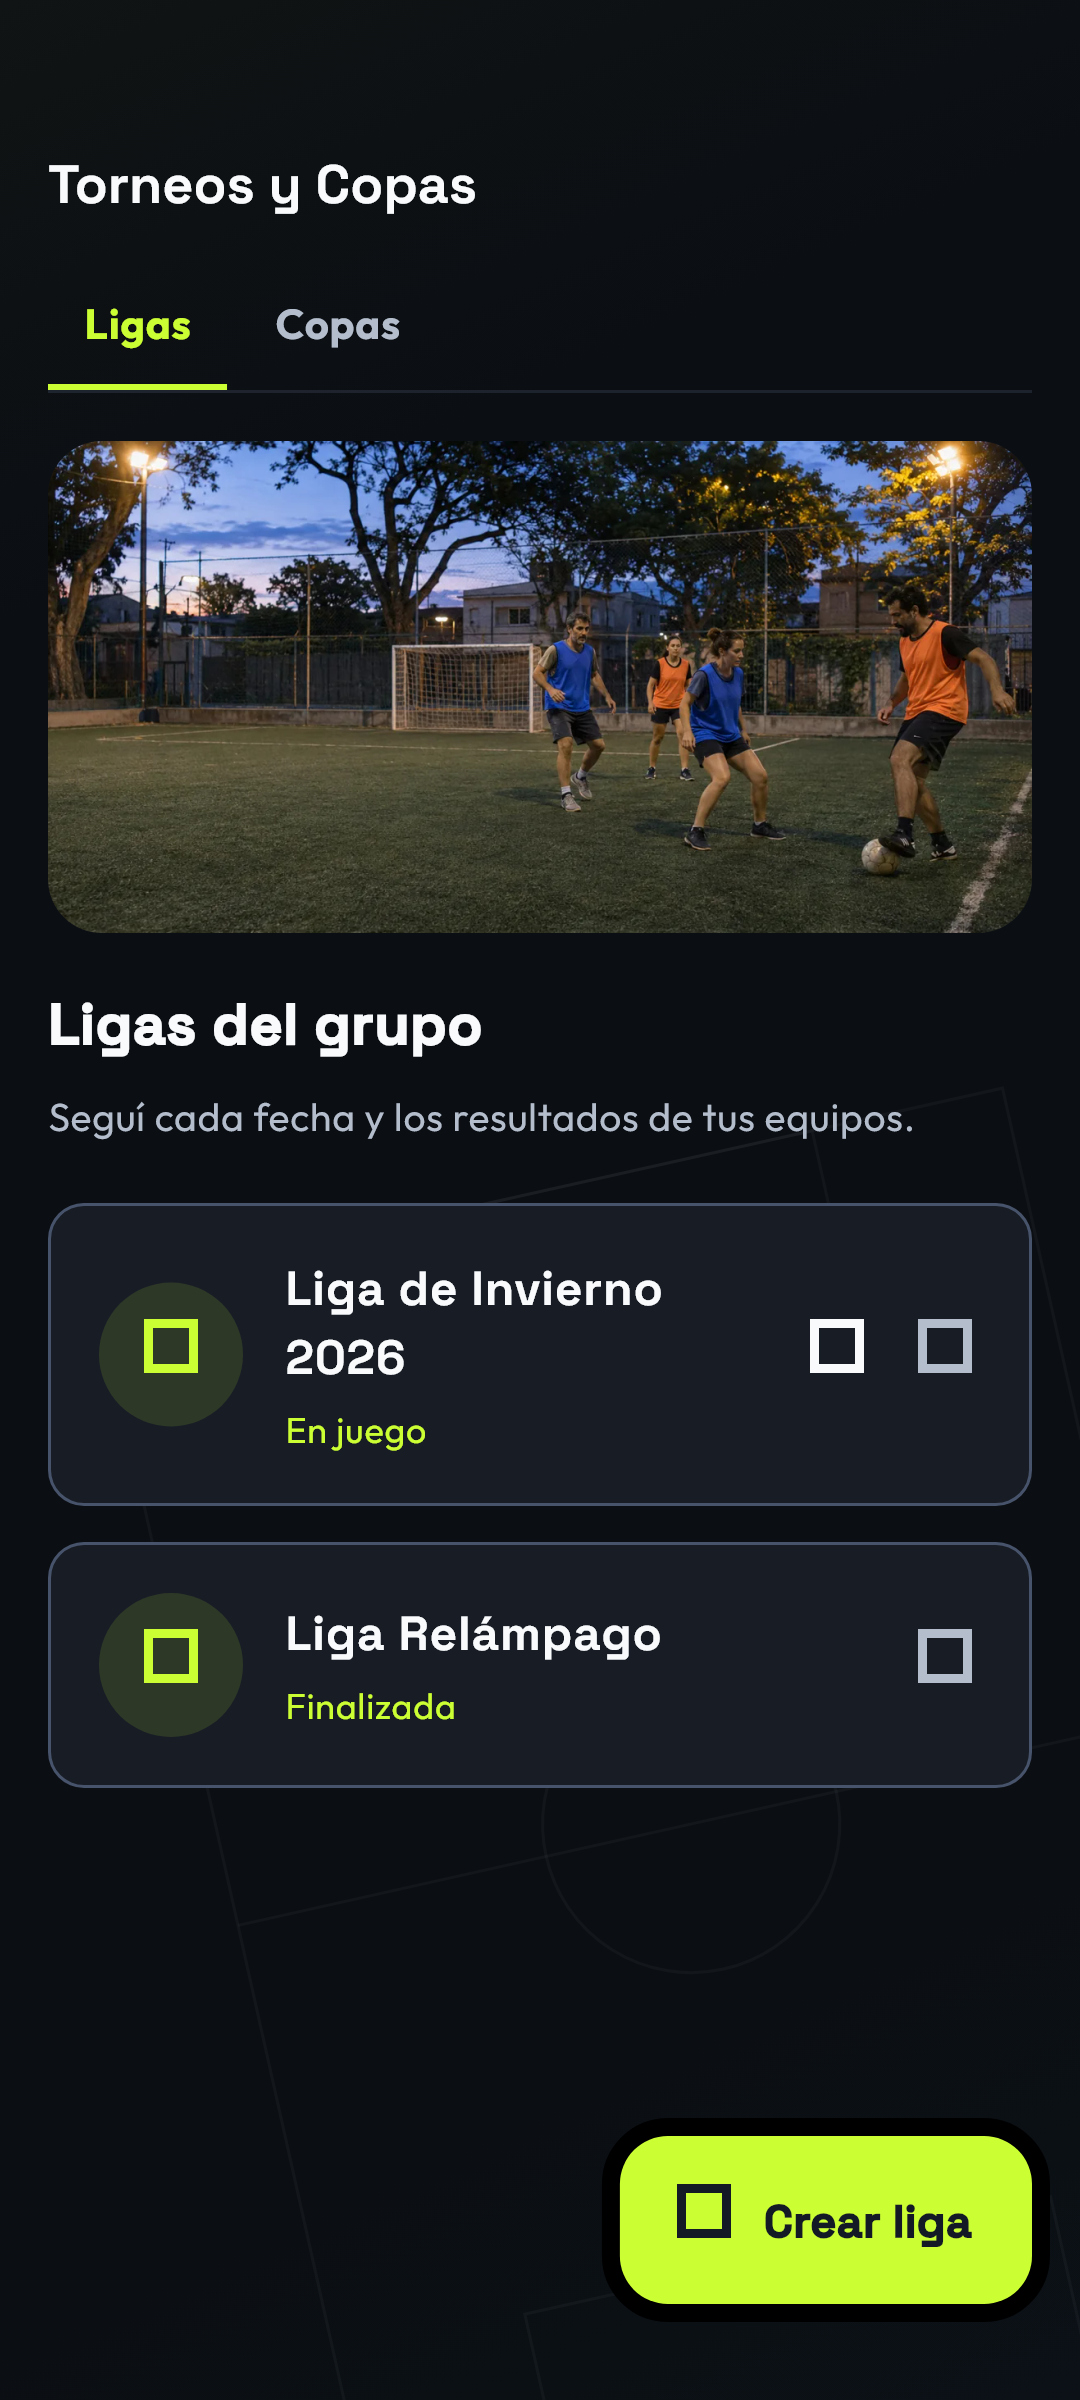 Torneos y Copas
Ligas
Copas
Ligas del grupo
Seguí cada fecha y los resultados de tus equipos.
Liga de Invierno
2026
En juego
Liga Relámpago
Finalizada
Crear liga